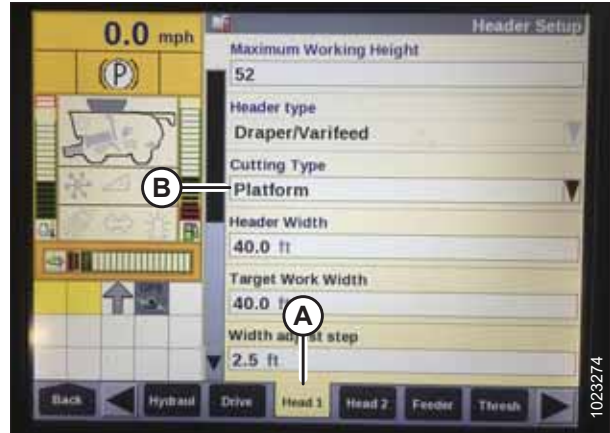 0.0 mph
(P)
Header Setup
Maximum Working Height
52
Header type
Draper/Varifeed
Cutting Type
B
Platform
Header Width
40.0 ft
Target Work Width
40.0 ft
A
Width adjust step
2.5 ft
Back Hydraul Drive Head 1 Head 2 Feeder Thresh
1023274